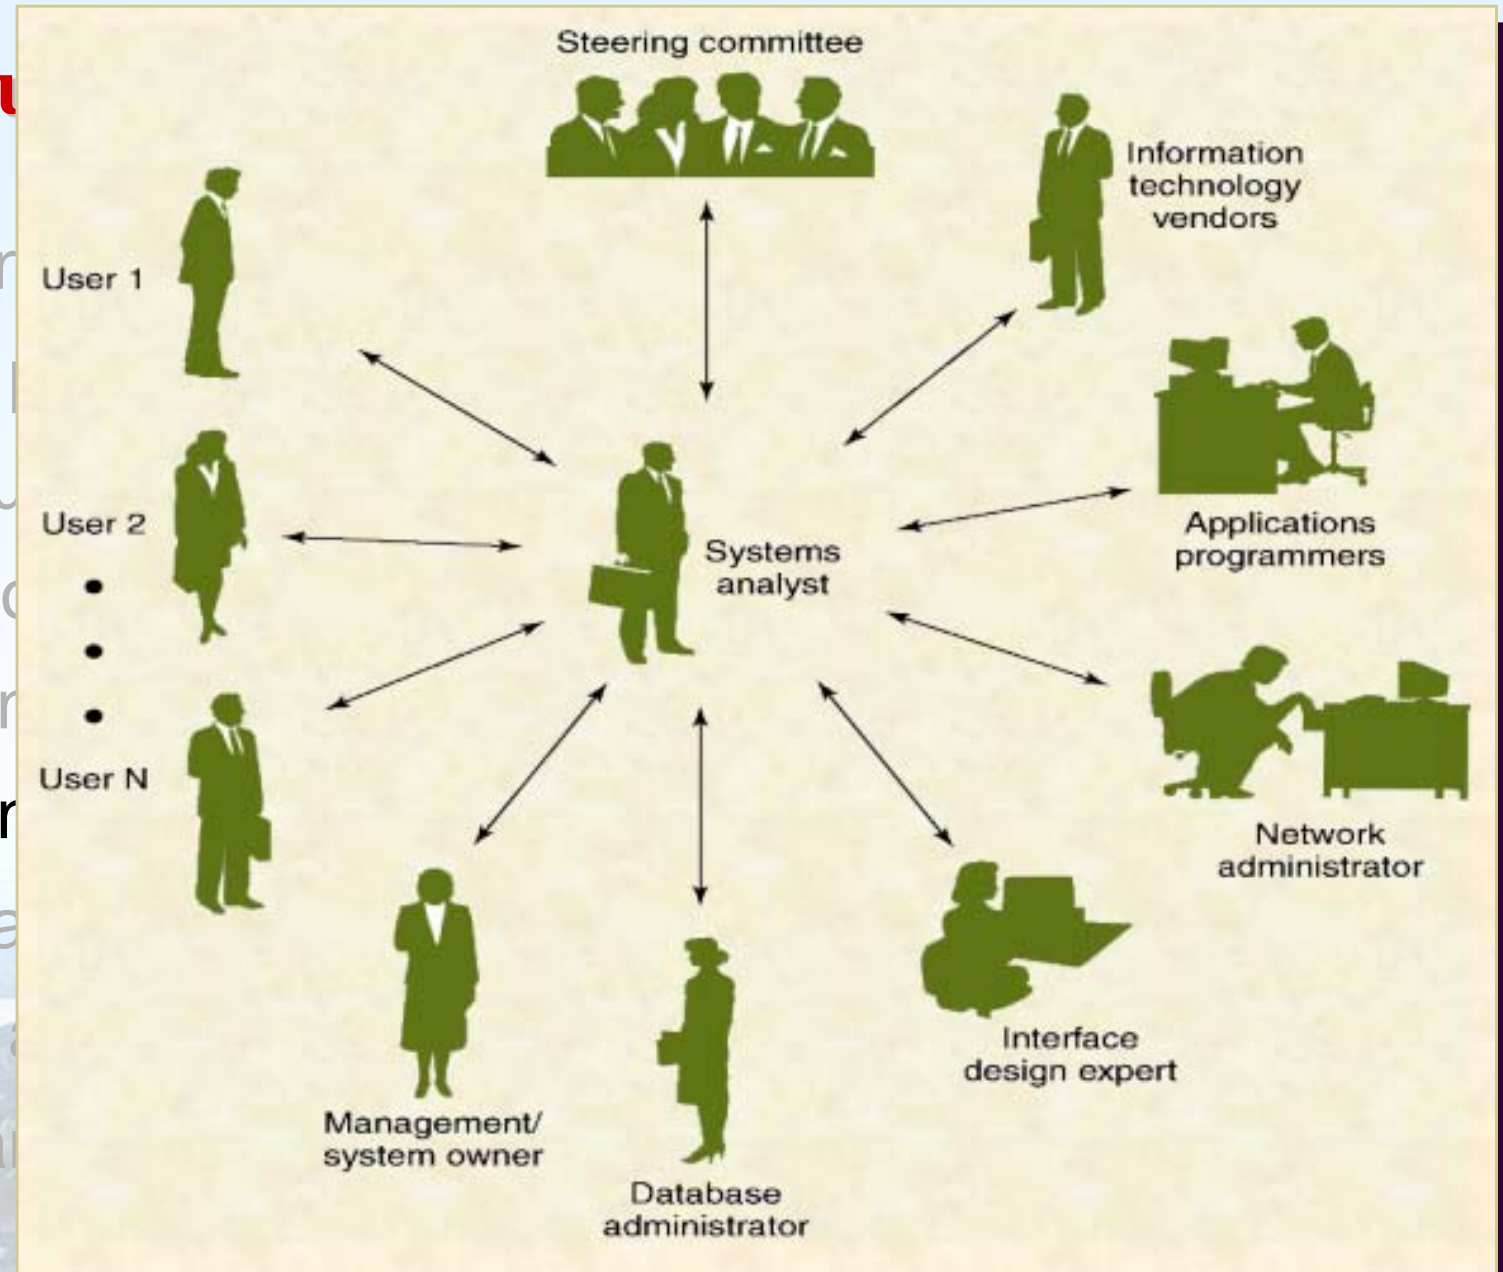 Steering committee
Information
technology
vendors
User 1
User 2
Systems
analyst
Applications
programmers
User N
Network
administrator
Interface
design expert
Management/
system owner
Database
administrator